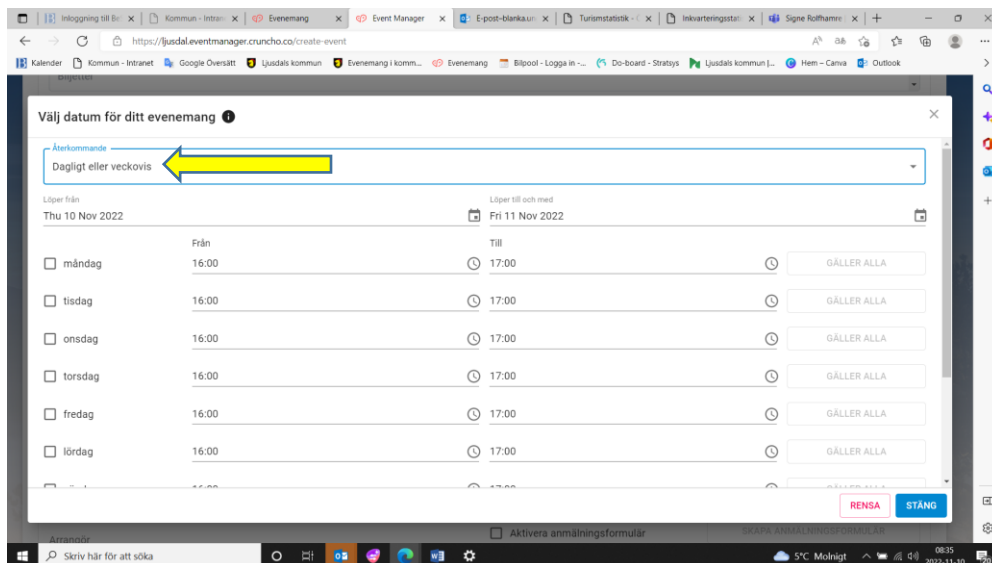 Inloggning till Be
Kommun - Intran
Evenemang
Event Manager
E-post-blanka.un
Turismstatistik - (
Inkvarteringsstati
Signe Rolfhamre
https://ljusdal.eventmanager.cruncho.co/create-event
Kalender Kommun - Intranet Google Översätt Ljusdals kommun Evenemang i komm... Evenemang Bilpool - Logga in -... Do-board - Stratsys Ljusdals kommun |... Hem – Canva Outlook
Biljetter
Välj datum för ditt evenemang
Återkommande
Dagligt eller veckovis
Löper från Löper till och med
Thu 10 Nov 2022 Fri 11 Nov 2022
Från Till
måndag 16:00 17:00 GÄLLER ALLA
tisdag 16:00 17:00 GÄLLER ALLA
onsdag 16:00 17:00 GÄLLER ALLA
torsdag 16:00 17:00 GÄLLER ALLA
fredag 16:00 17:00 GÄLLER ALLA
lördag 16:00 17:00 GÄLLER ALLA
RENSA STÄNG
Arrangör Aktivera anmälningsformulär SKAPA ANMÄLNINGSFORMULÄR
Skriv här för att söka 5°C Molnigt 08:35
2022-11-10